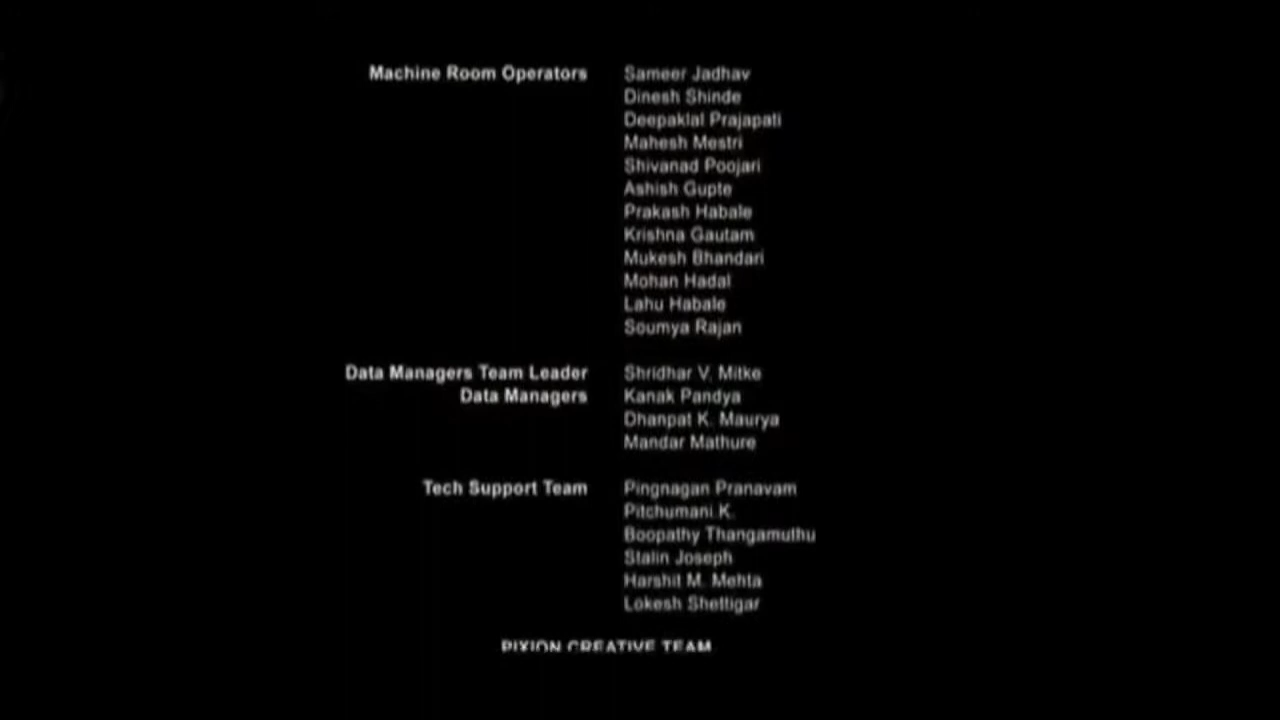 Machine Room Operators Sameer Jadhav
Dinesh Shinde
Deepaklal Prajapati
Mahesh Mestri
Shivanad Poojari
Ashish Gupte
Prakash Habale
Krishna Gautam
Mukesh Bhandari
Mohan Hadal
Lahu Habale
Soumya Rajan
Data Managers Team Leader Shridhar V. Mitke
Data Managers Kanak Pandya
Dhanpat K. Maurya
Mandar Mathure
Tech Support Team Pingnagan Pranavam
Pitchumani K.
Boopathy Thangamuthu
Stalin Joseph
Harshit M. Mehta
Lokesh Shettigar
PIXION CREATIVE TEAM